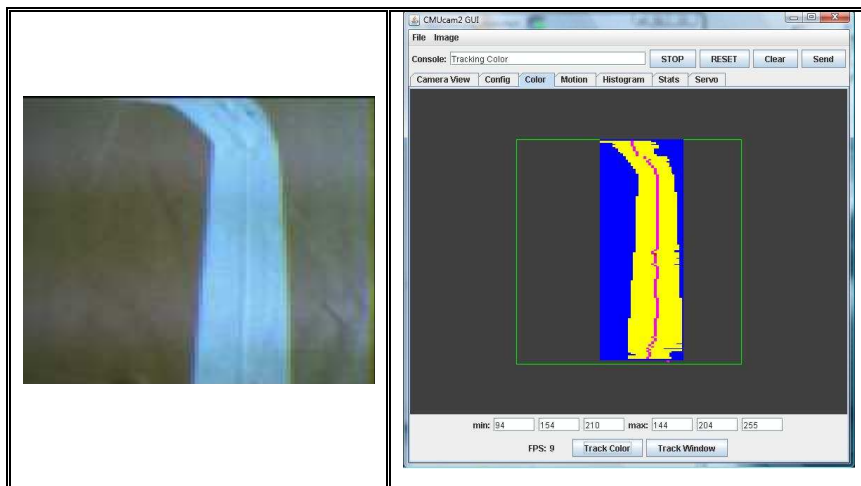 CMUcam2 GUI
File Image
Console: Tracking Color STOP RESET Clear Send
Camera View Config Color Motion Histogram Stats Servo
min: 94 154 210 max: 144 204 255
FPS: 9 Track Color Track Window